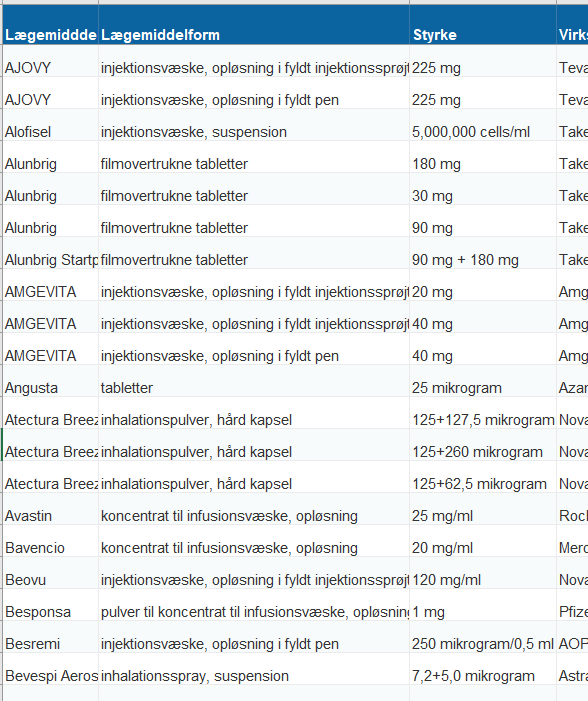 Lægemiddde Lægemiddelform Styrke Virks
AJOVY injektionsvæske, opløsning i fyldt injektionssprøjt 225 mg Teva
AJOVY injektionsvæske, opløsning i fyldt pen 225 mg Teva
Alofisel injektionsvæske, suspension 5,000,000 cells/ml Take
Alunbrig filmovertrukne tabletter 180 mg Take
Alunbrig filmovertrukne tabletter 30 mg Take
Alunbrig filmovertrukne tabletter 90 mg Take
Alunbrig Startp filmovertrukne tabletter 90 mg + 180 mg Take
AMGEVITA injektionsvæske, opløsning i fyldt injektionssprøjt 20 mg Amg
AMGEVITA injektionsvæske, opløsning i fyldt injektionssprøjt 40 mg Amg
AMGEVITA injektionsvæske, opløsning i fyldt pen 40 mg Amg
Angusta tabletter 25 mikrogram Azan
Atectura Breez inhalationspulver, hård kapsel 125+127,5 mikrogram Nova
Atectura Breez inhalationspulver, hård kapsel 125+260 mikrogram Nova
Atectura Breez inhalationspulver, hård kapsel 125+62,5 mikrogram Nova
Avastin koncentrat til infusionsvæske, opløsning 25 mg/ml Roch
Bavencio koncentrat til infusionsvæske, opløsning 20 mg/ml Merc
Beovu injektionsvæske, opløsning i fyldt injektionssprøjt 120 mg/ml Nova
Besponsa pulver til koncentrat til infusionsvæske, opløsning 1 mg Pfize
Besremi injektionsvæske, opløsning i fyldt pen 250 mikrogram/0,5 ml AOP
Bevespi Aeros inhalationsspray, suspension 7,2+5,0 mikrogram Astra